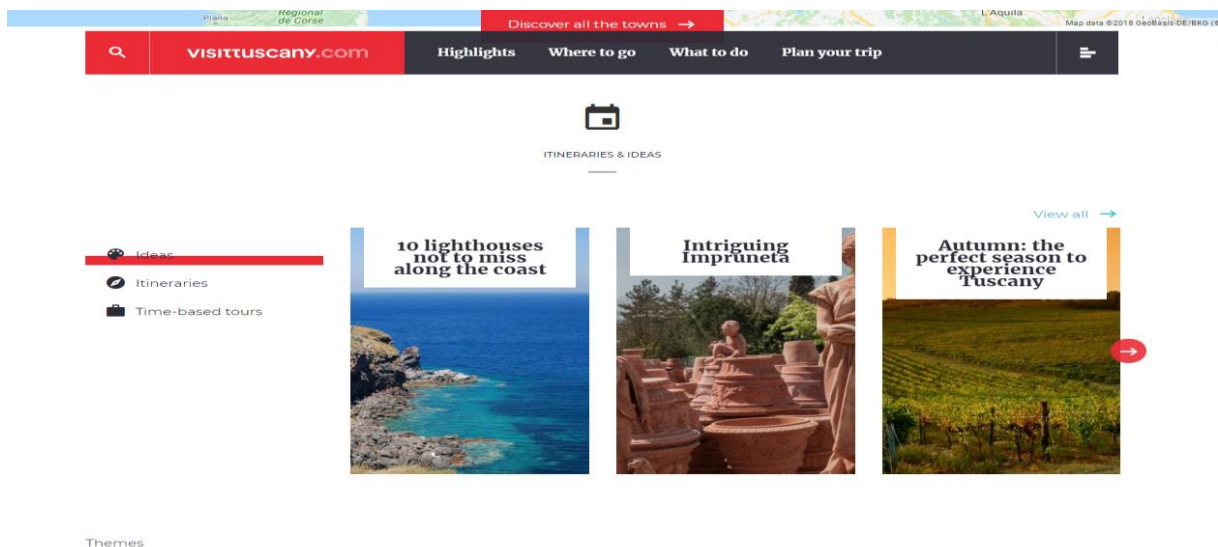 Piana
Regional
de Corse
Discover all the towns →
L'Aquila
Map data ©2018 GeoBasis-DE/BKG
visittuscany.com
Highlights
Where to go
What to do
Plan your trip
ITINERARIES & IDEAS
View all →
Ideas
Itineraries
Time-based tours
10 lighthouses
not to miss
along the coast
Intriguing
Impruneta
Autumn: the
perfect season to
experience
Tuscany
Themes